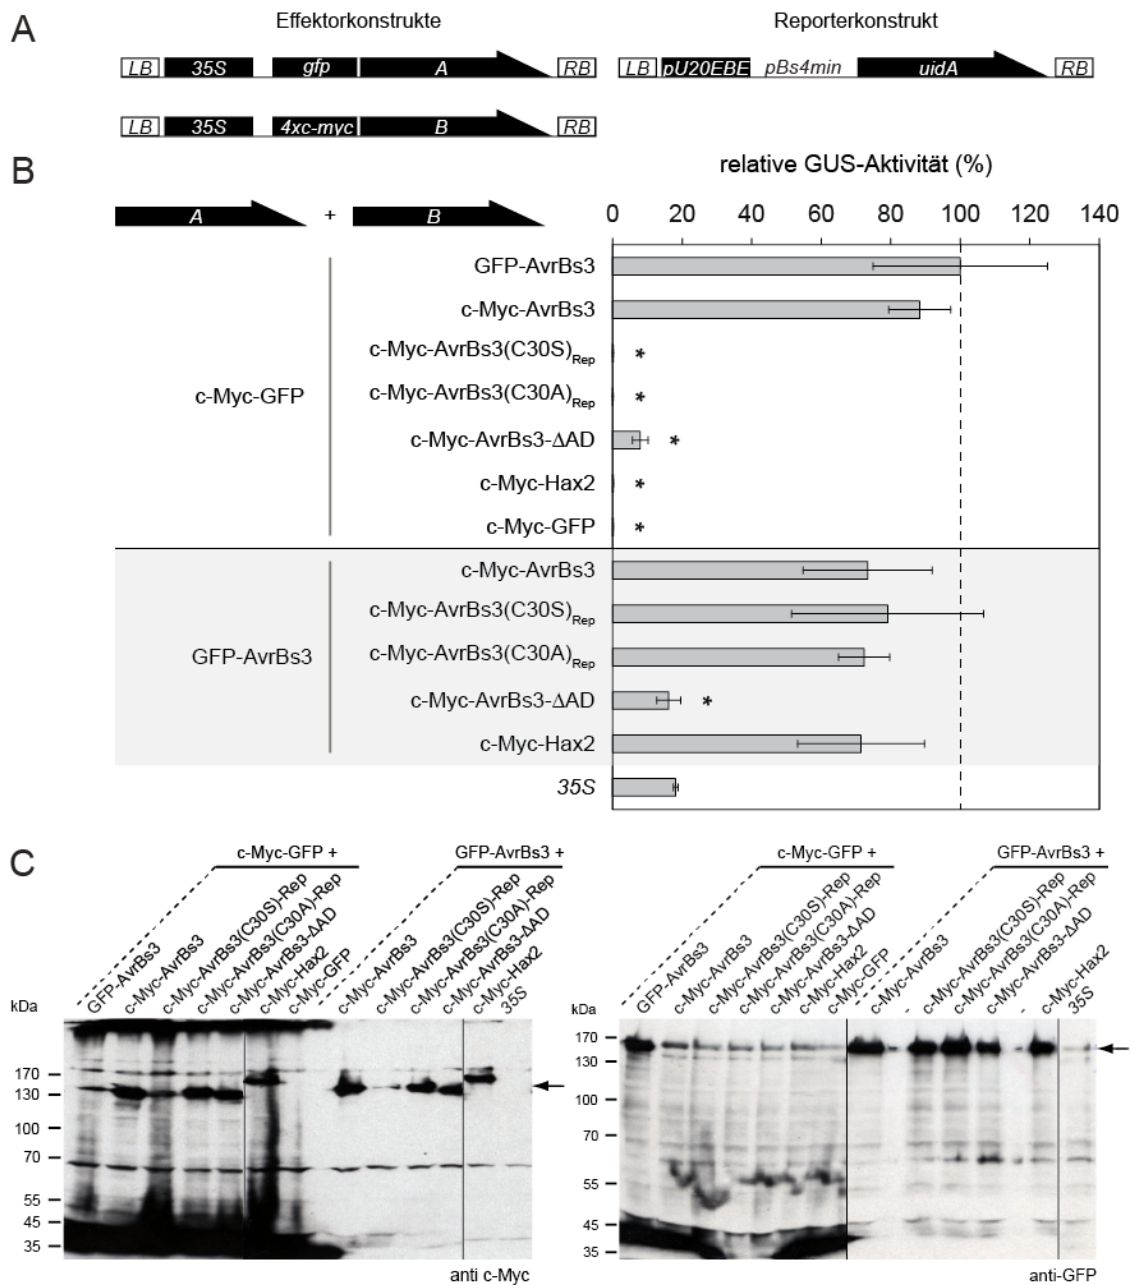 A
Effektorkonstrukte
Reporterkonstrukt
LB 35S gfp A RB
LB pU20EBE pBs4min uidA RB
LB 35S 4xc-myc B RB
B
relative GUS-Aktivität (%)
A + B
0 20 40 60 80 100 120 140
GFP-AvrBs3
c-Myc-AvrBs3
c-Myc-AvrBs3(C30S)Rep *
c-Myc-GFP
c-Myc-AvrBs3(C30A)Rep *
c-Myc-AvrBs3-ΔAD *
c-Myc-Hax2 *
c-Myc-GFP *
c-Myc-AvrBs3
c-Myc-AvrBs3(C30S)Rep
GFP-AvrBs3
c-Myc-AvrBs3(C30A)Rep
c-Myc-AvrBs3-ΔAD *
c-Myc-Hax2
35S
C
c-Myc-GFP +
GFP-AvrBs3 +
GFP-AvrBs3
c-Myc-AvrBs3
c-Myc-AvrBs3(C30S)-Rep
c-Myc-AvrBs3(C30A)-Rep
c-Myc-AvrBs3-ΔAD
c-Myc-Hax2
c-Myc-GFP
c-Myc-AvrBs3
c-Myc-AvrBs3(C30S)-Rep
c-Myc-AvrBs3(C30A)-Rep
c-Myc-AvrBs3-ΔAD
c-Myc-Hax2
35S
kDa
170
130
100
70
55
45
35
anti c-Myc
c-Myc-GFP +
GFP-AvrBs3 +
GFP-AvrBs3
c-Myc-AvrBs3
c-Myc-AvrBs3(C30S)-Rep
c-Myc-AvrBs3(C30A)-Rep
c-Myc-AvrBs3-ΔAD
c-Myc-Hax2
c-Myc-GFP
c-Myc-AvrBs3
-
c-Myc-AvrBs3(C30S)-Rep
c-Myc-AvrBs3(C30A)-Rep
c-Myc-AvrBs3-ΔAD
-
c-Myc-Hax2
35S
kDa
170
130
100
70
55
45
35
anti-GFP